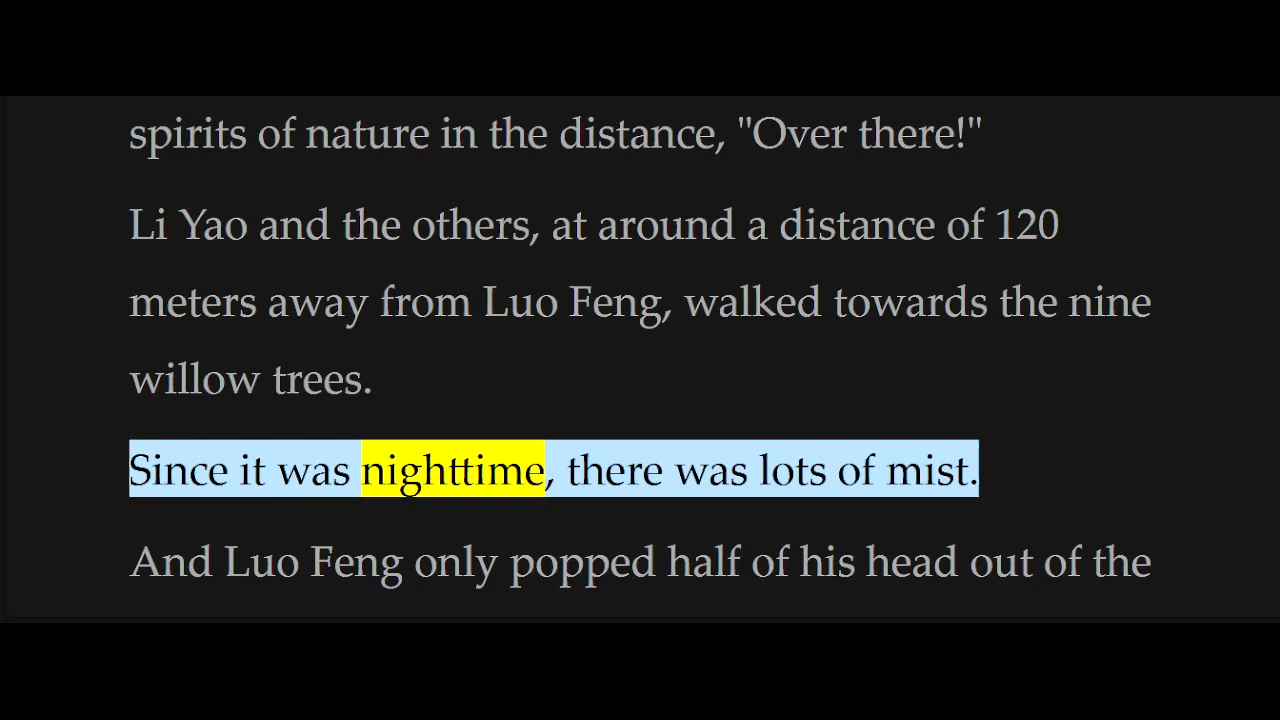 spirits of nature in the distance, "Over there!"
Li Yao and the others, at around a distance of 120
meters away from Luo Feng, walked towards the nine
willow trees.
Since it was nighttime, there was lots of mist.
And Luo Feng only popped half of his head out of the